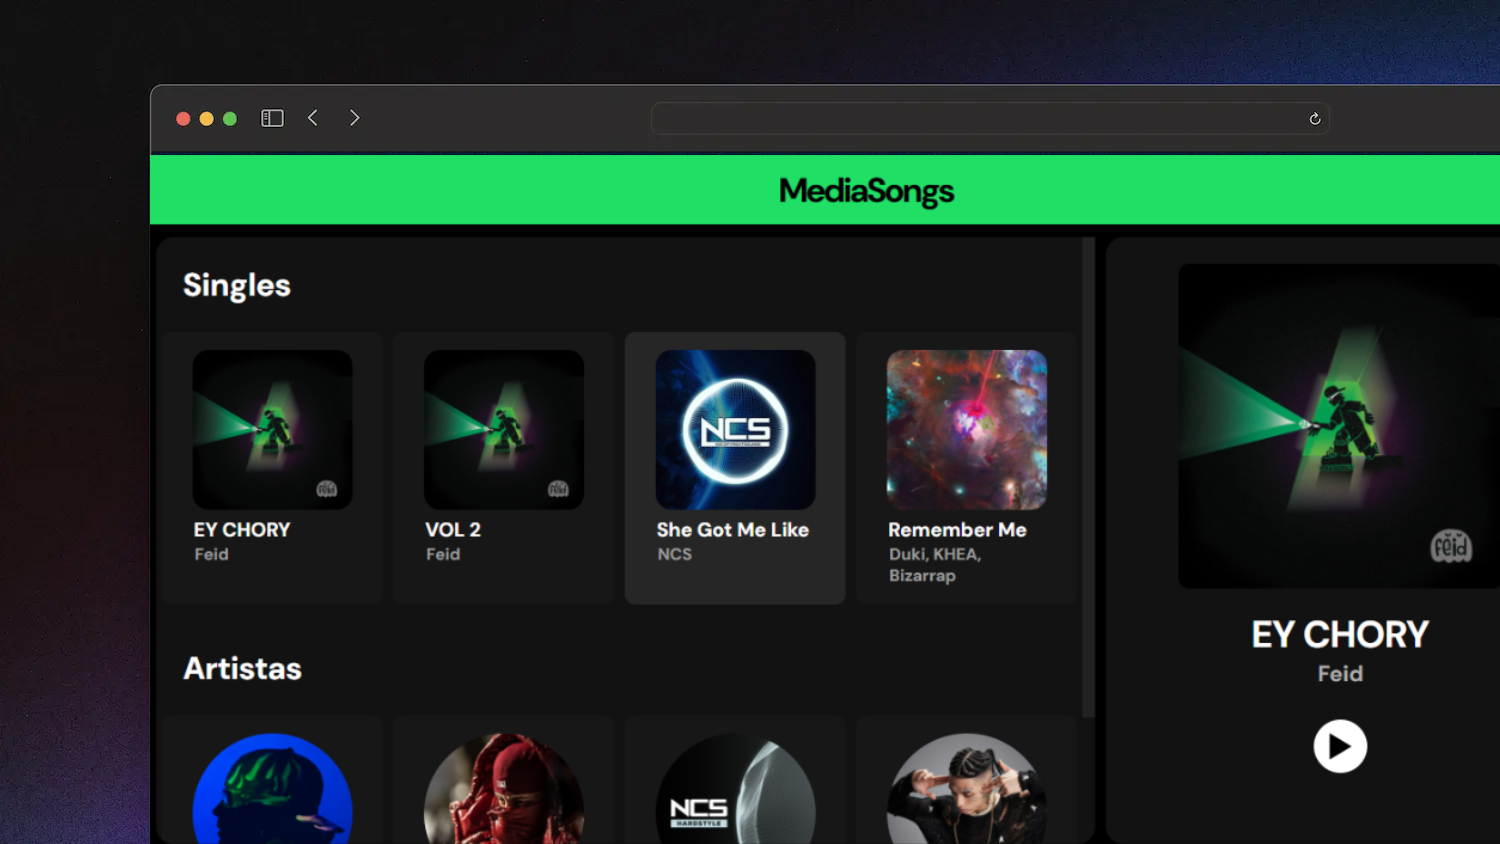 MediaSongs
Singles
feid
EY CHORY
Feid
feid
VOL 2
Feid
NCS
She Got Me Like
NCS
Remember Me
Duki, KHEA,
Bizarrap
Artistas
NCS
HARDSTYLE
feid
EY CHORY
Feid